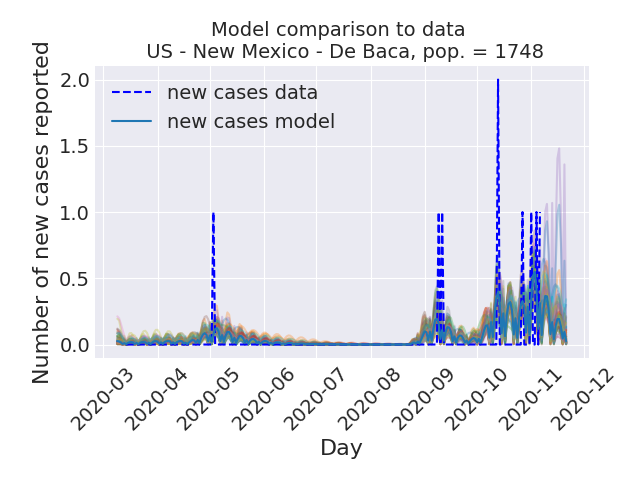 Model comparison to data
US - New Mexico - De Baca, pop. = 1748
Number of new cases reported
2.0
1.5
1.0
0.5
0.0
new cases data
new cases model
2020-03
2020-04
2020-05
2020-06
2020-07
2020-08
2020-09
2020-10
2020-11
2020-12
Day